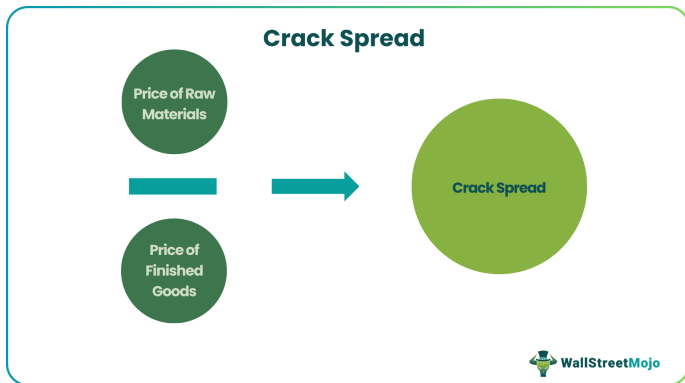 Crack Spread
Price of Raw
Materials
Price of
Finished
Goods
Crack Spread
WallStreetMojo